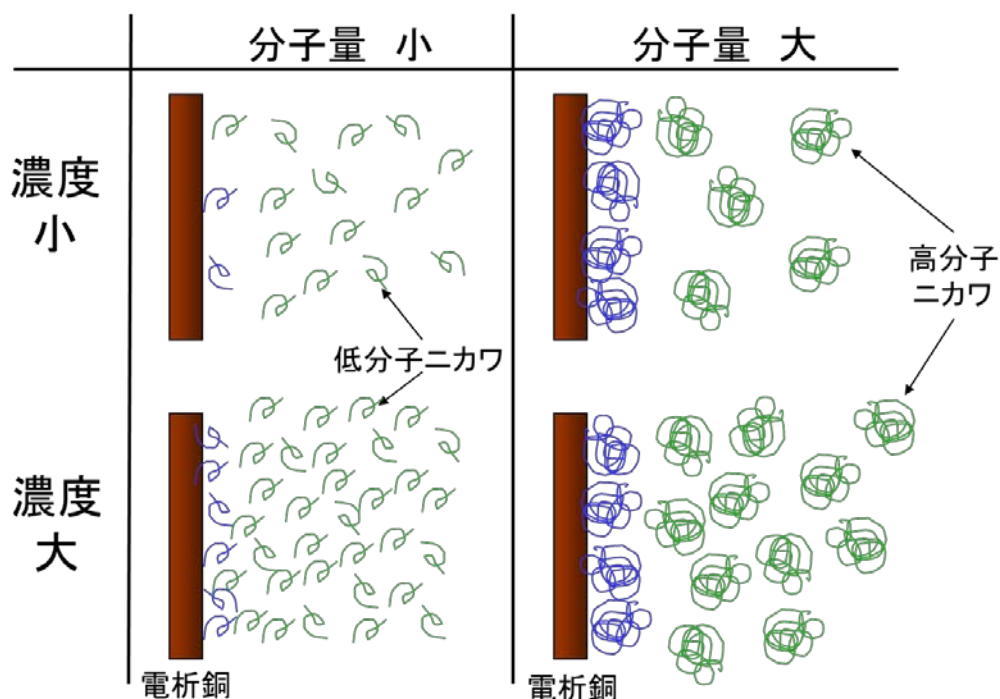 分子量 小
分子量 大
濃度
小
高分子
ニカワ
低分子ニカワ
濃度
大
電析銅
電析銅